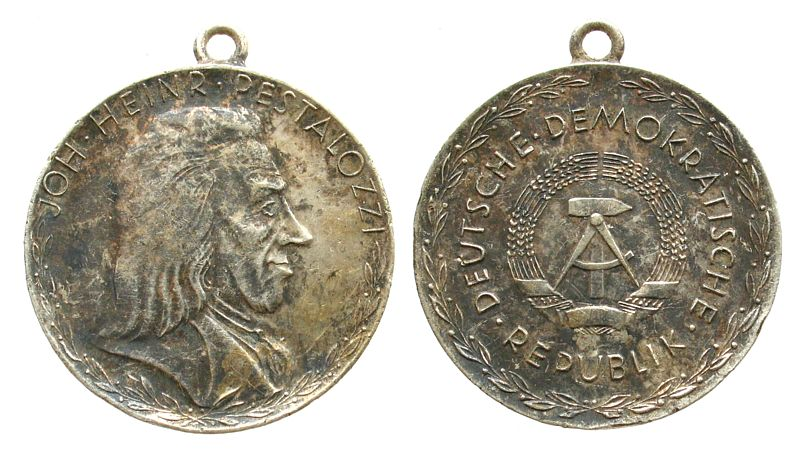 JOH · HEINR · PESTALOZZI
DEUTSCHE · DEMOKRATISCHE · REPUBLIK ·